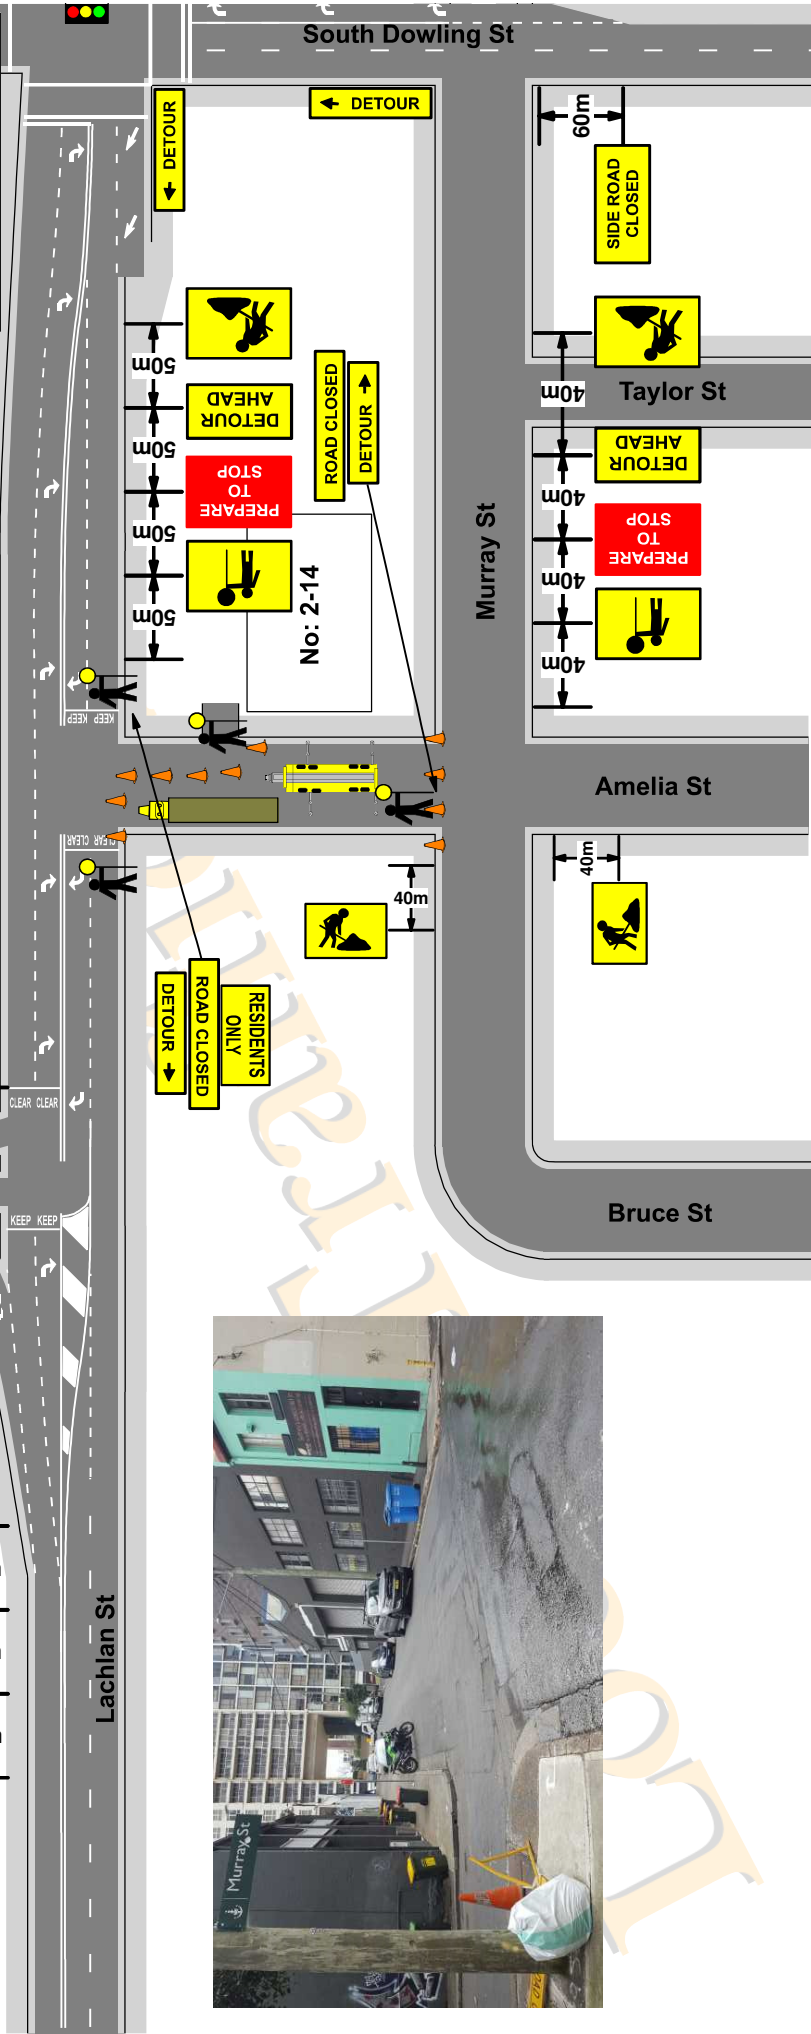 South Dowling St
DETOUR
DETOUR
60m
SIDE ROAD
CLOSED
50m
DETOUR
AHEAD
50m
PREPARE
TO
STOP
50m
50m
ROAD CLOSED
DETOUR
No: 2-14
Murray St
Taylor St
40m
DETOUR
AHEAD
40m
PREPARE
TO
STOP
40m
40m
KEEP KEEP
Amelia St
CLEAR CLEAR
40m
40m
DETOUR
ROAD CLOSED
RESIDENTS
ONLY
CLEAR CLEAR
KEEP KEEP
Bruce St
Lachlan St
Murray St